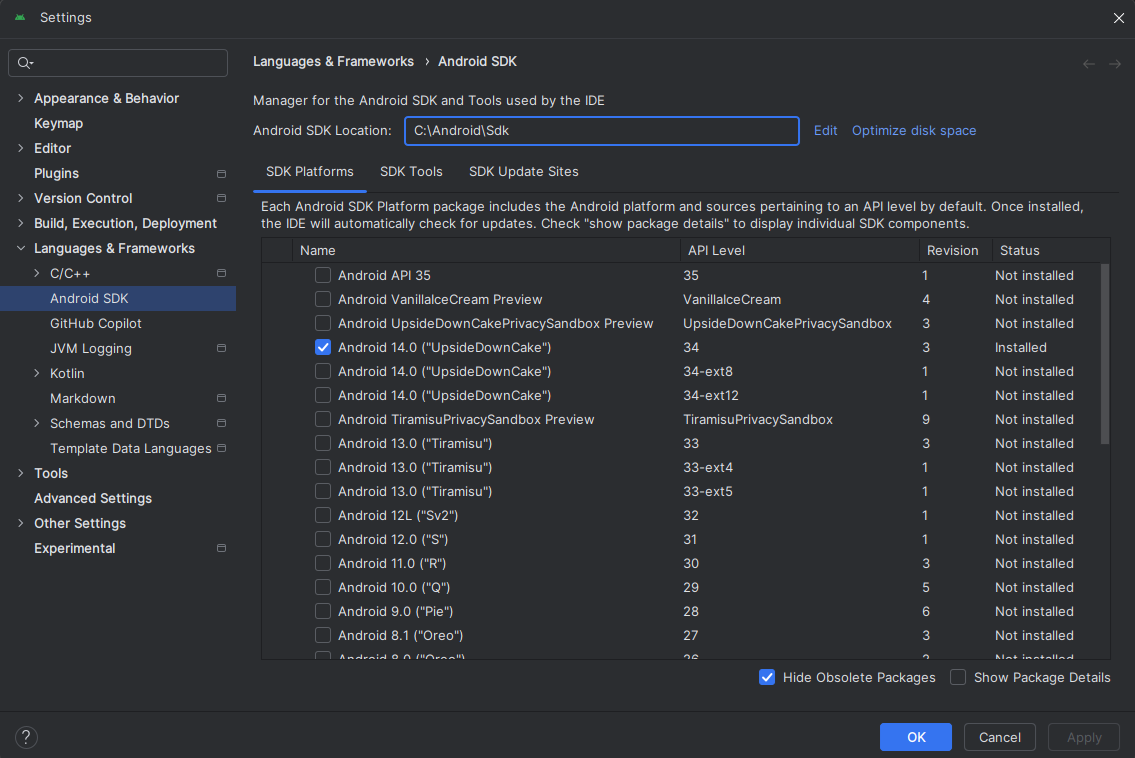 Settings
Languages & Frameworks › Android SDK
Appearance & Behavior
Keymap
Editor
Plugins
Version Control
Build, Execution, Deployment
Languages & Frameworks
C/C++
Android SDK
GitHub Copilot
JVM Logging
Kotlin
Markdown
Schemas and DTDs
Template Data Languages
Tools
Advanced Settings
Other Settings
Experimental
Manager for the Android SDK and Tools used by the IDE
Android SDK Location: C:\Android\Sdk Edit Optimize disk space
SDK Platforms SDK Tools SDK Update Sites
Each Android SDK Platform package includes the Android platform and sources pertaining to an API level by default. Once installed,
the IDE will automatically check for updates. Check "show package details" to display individual SDK components.
Name API Level Revision Status
Android API 35 35 1 Not installed
Android VanillaIceCream Preview VanillaIceCream 4 Not installed
Android UpsideDownCakePrivacySandbox Preview UpsideDownCakePrivacySandbox 3 Not installed
Android 14.0 ("UpsideDownCake") 34 3 Installed
Android 14.0 ("UpsideDownCake") 34-ext8 1 Not installed
Android 14.0 ("UpsideDownCake") 34-ext12 1 Not installed
Android TiramisuPrivacySandbox Preview TiramisuPrivacySandbox 9 Not installed
Android 13.0 ("Tiramisu") 33 3 Not installed
Android 13.0 ("Tiramisu") 33-ext4 1 Not installed
Android 13.0 ("Tiramisu") 33-ext5 1 Not installed
Android 12L ("Sv2") 32 1 Not installed
Android 12.0 ("S") 31 1 Not installed
Android 11.0 ("R") 30 3 Not installed
Android 10.0 ("Q") 29 5 Not installed
Android 9.0 ("Pie") 28 6 Not installed
Android 8.1 ("Oreo") 27 3 Not installed
Android 8.0 ("Oreo") 26 Not installed
Hide Obsolete Packages Show Package Details
? OK Cancel Apply